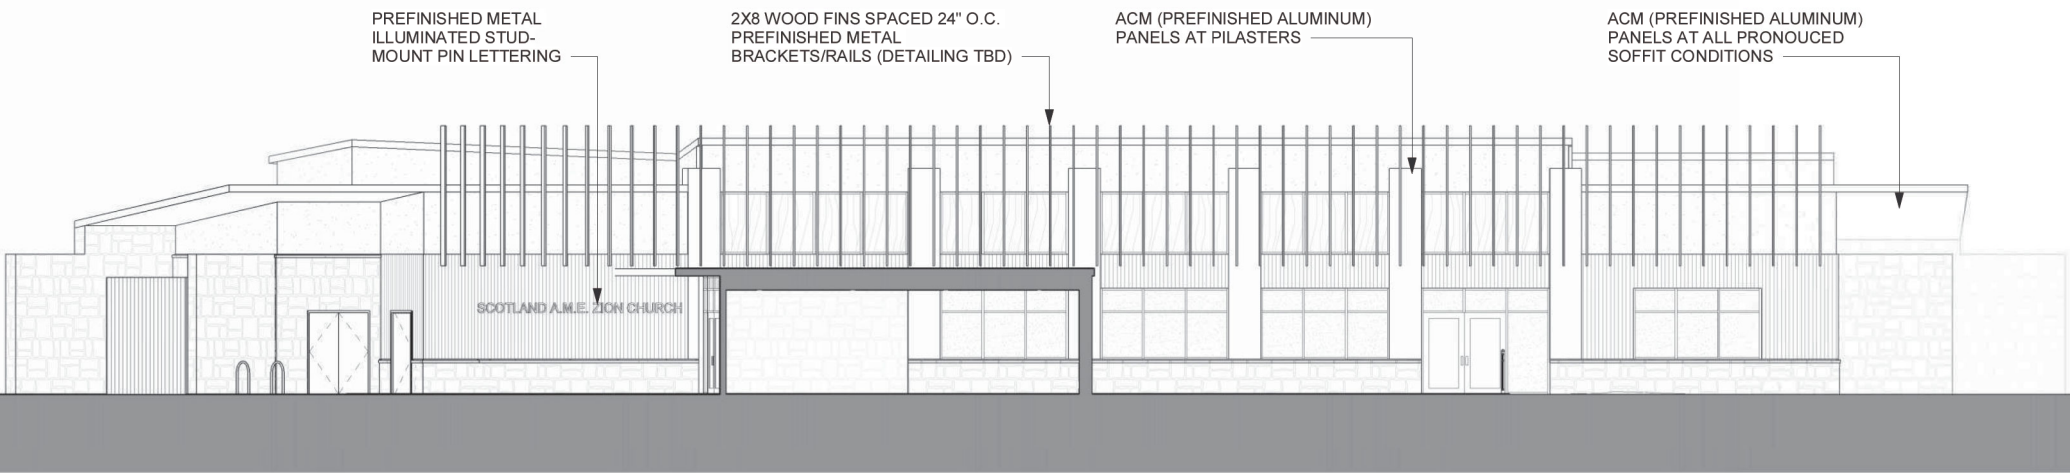 PREFINISHED METAL
ILLUMINATED STUD-
MOUNT PIN LETTERING
2X8 WOOD FINS SPACED 24" O.C.
PREFINISHED METAL
BRACKETS/RAILS (DETAILING TBD)
ACM (PREFINISHED ALUMINUM)
PANELS AT PILASTERS
ACM (PREFINISHED ALUMINUM)
PANELS AT ALL PRONOUCED
SOFFIT CONDITIONS
SCOTLAND A.M.E. ZION CHURCH